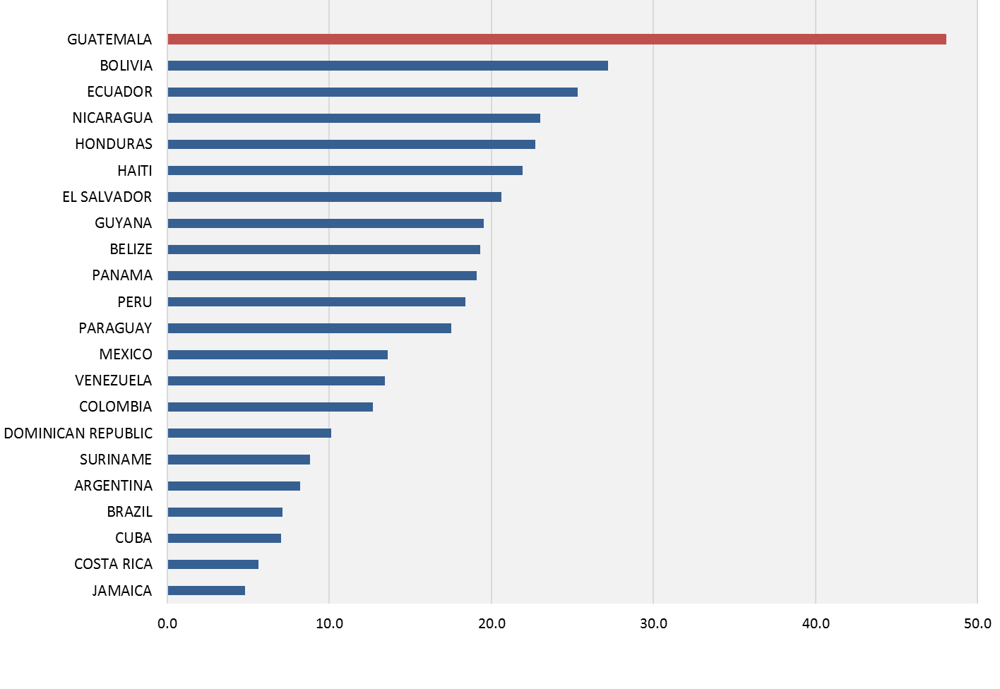 GUATEMALA
BOLIVIA
ECUADOR
NICARAGUA
HONDURAS
HAITI
EL SALVADOR
GUYANA
BELIZE
PANAMA
PERU
PARAGUAY
MEXICO
VENEZUELA
COLOMBIA
DOMINICAN REPUBLIC
SURINAME
ARGENTINA
BRAZIL
CUBA
COSTA RICA
JAMAICA
0.0 10.0 20.0 30.0 40.0 50.0